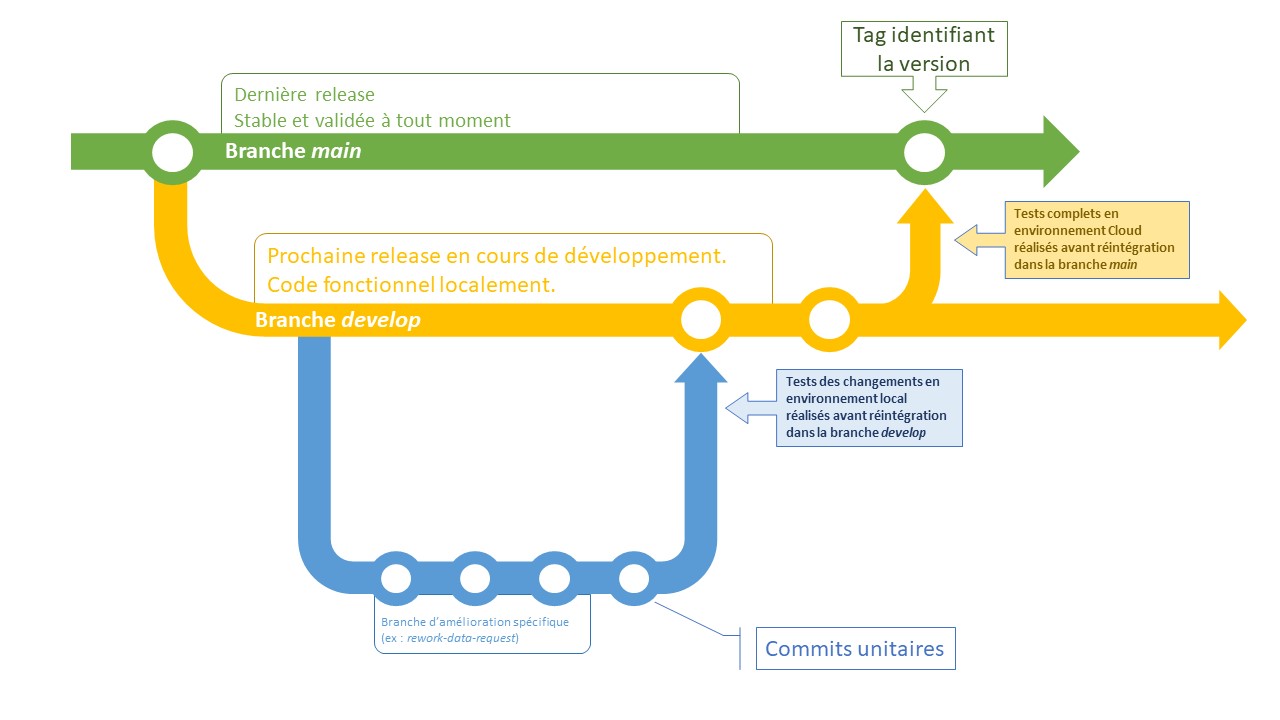 Tag identifiant
la version
Dernière release
Stable et validée à tout moment
Branche main
Tests complets en
environnement Cloud
réalisés avant réintégration
dans la branche main
Prochaine release en cours de développement.
Code fonctionnel localement.
Branche develop
Tests des changements en
environnement local
réalisés avant réintégration
dans la branche develop
Branche d'amélioration spécifique
(ex : rework-data-request)
Commits unitaires